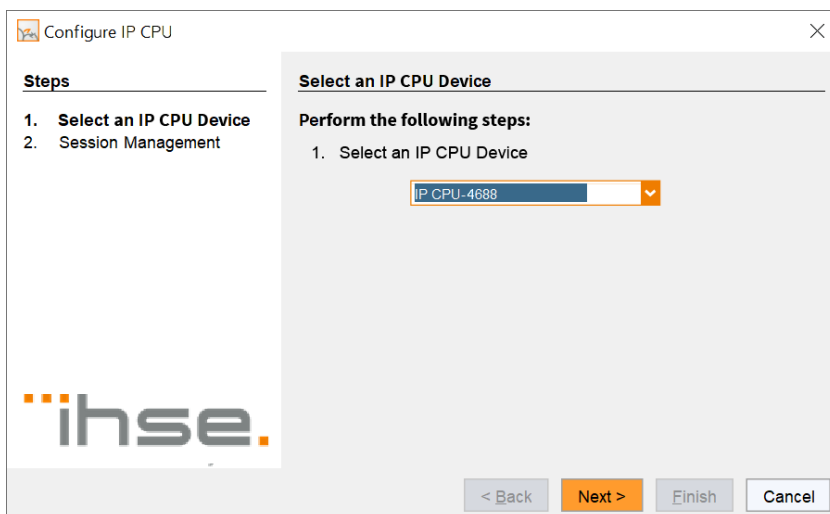 Configure IP CPU
Steps
1. Select an IP CPU Device
2. Session Management
Select an IP CPU Device
Perform the following steps:
1. Select an IP CPU Device
IP CPU-4688
ihse.
< Back
Next >
Finish
Cancel